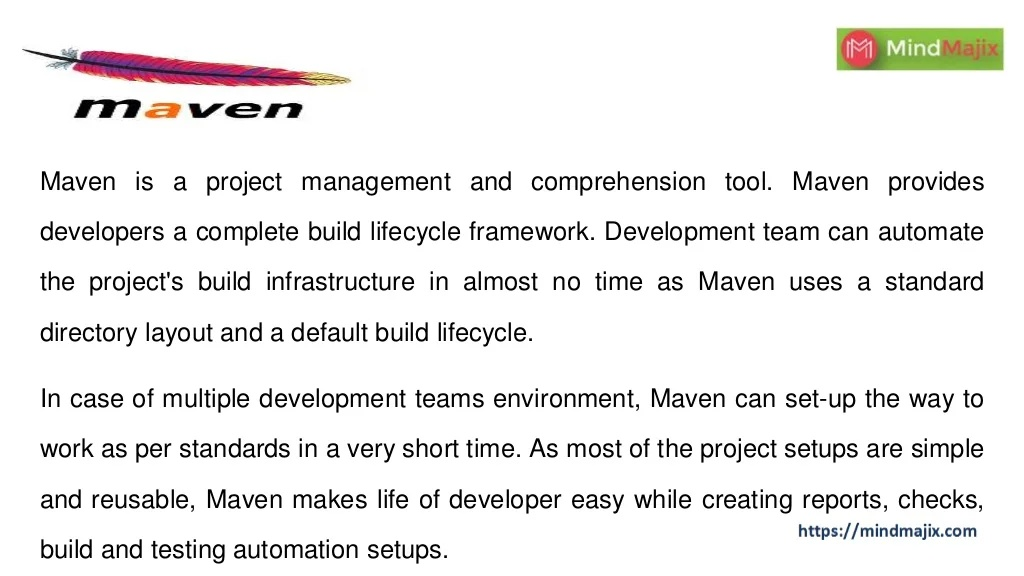 maven
MindMajix
Maven is a project management and comprehension tool. Maven provides
developers a complete build lifecycle framework. Development team can automate
the project's build infrastructure in almost no time as Maven uses a standard
directory layout and a default build lifecycle.
In case of multiple development teams environment, Maven can set-up the way to
work as per standards in a very short time. As most of the project setups are simple
and reusable, Maven makes life of developer easy while creating reports, checks,
build and testing automation setups.
https://mindmajix.com